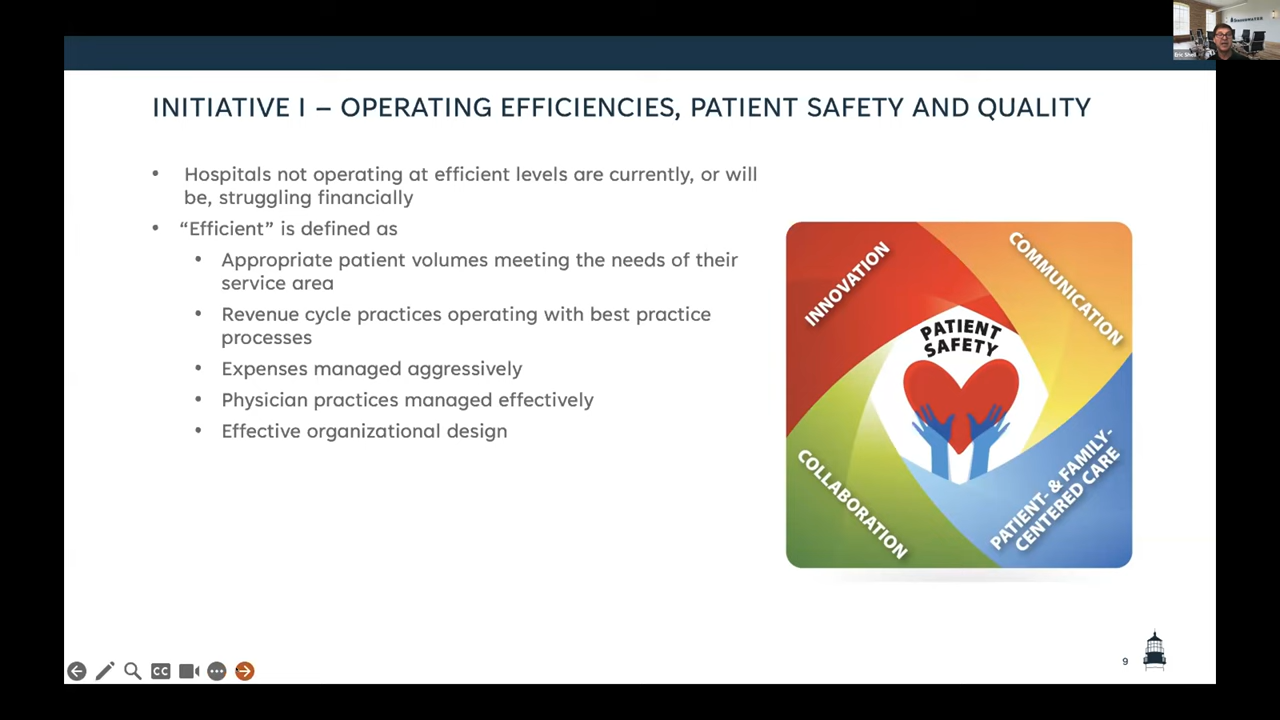 INITIATIVE I – OPERATING EFFICIENCIES, PATIENT SAFETY AND QUALITY
• Hospitals not operating at efficient levels are currently, or will
be, struggling financially
• “Efficient” is defined as
• Appropriate patient volumes meeting the needs of their
service area
• Revenue cycle practices operating with best practice
processes
• Expenses managed aggressively
• Physician practices managed effectively
• Effective organizational design
INNOVATION
COMMUNICATION
PATIENT
SAFETY
COLLABORATION
PATIENT- & FAMILY-
CENTERED CARE
9
CC